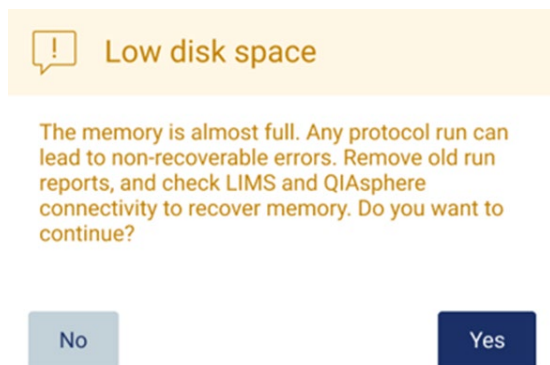 !
Low disk space
The memory is almost full. Any protocol run can
lead to non-recoverable errors. Remove old run
reports, and check LIMS and QIAsphere
connectivity to recover memory. Do you want to
continue?
No
Yes